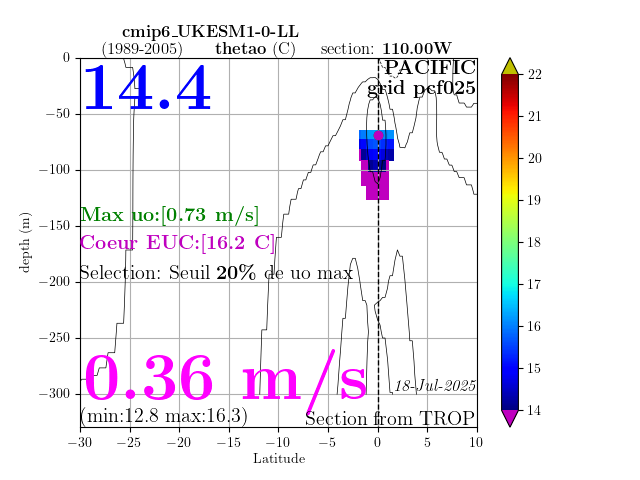 cmip6_UKESM1-0-LL
(1989-2005) thetao (C) section: 110.00W
PACIFIC
grid pcf025
14.4
Max uo:[0.73 m/s]
Coeur EUC:[16.2 C]
Selection: Seuil 20% de uo max
0.36 m/s
18-Jul-2025
(min:12.8 max:16.3)
Section from TROP
depth (m)
0
−50
−100
−150
−200
−250
−300
−30 −25 −20 −15 −10 −5 0 5 10
Latitude
22
21
20
19
18
17
16
15
14